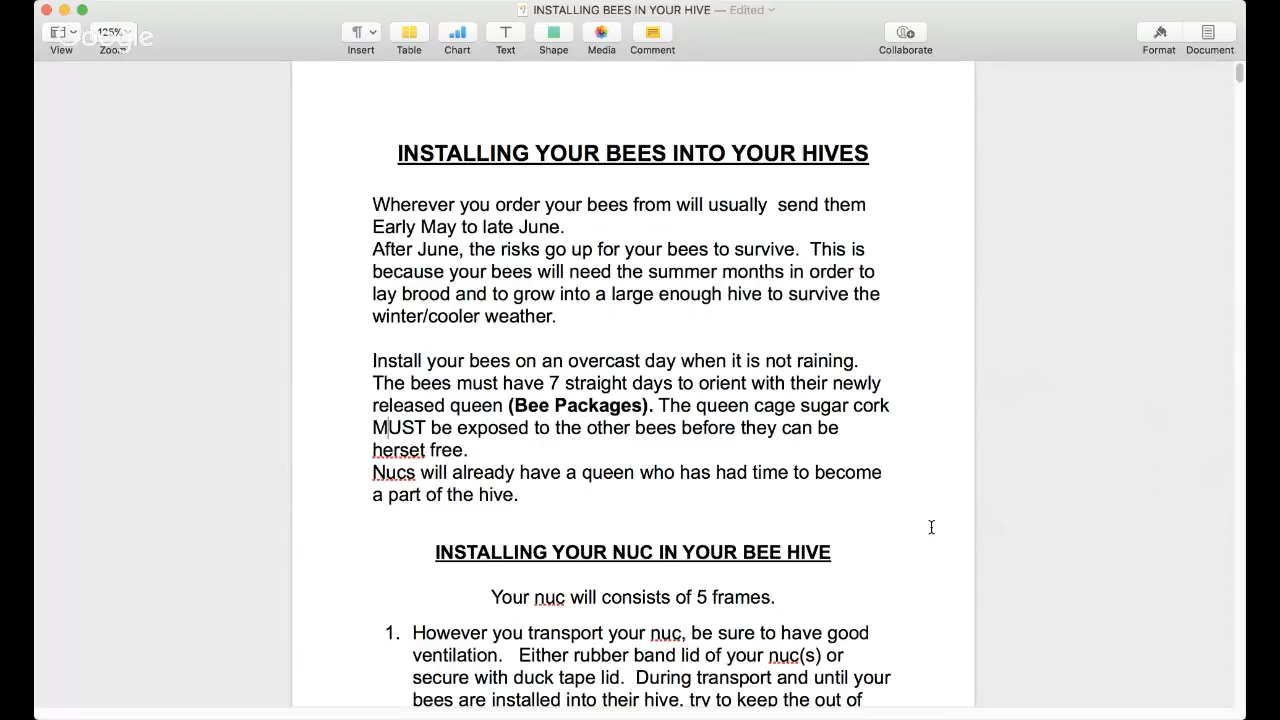 INSTALLING BEES IN YOUR HIVE — Edited
View
125%
Zoom
Google
Insert
Table
Chart
Text
Shape
Media
Comment
Collaborate
Format
Document
INSTALLING YOUR BEES INTO YOUR HIVES
Wherever you order your bees from will usually  send them
Early May to late June.
After June, the risks go up for your bees to survive.  This is
because your bees will need the summer months in order to
lay brood and to grow into a large enough hive to survive the
winter/cooler weather.
Install your bees on an overcast day when it is not raining.
The bees must have 7 straight days to orient with their newly
released queen (Bee Packages). The queen cage sugar cork
MUST be exposed to the other bees before they can be
herset free.
Nucs will already have a queen who has had time to become
a part of the hive.
INSTALLING YOUR NUC IN YOUR BEE HIVE
Your nuc will consists of 5 frames.
1. However you transport your nuc, be sure to have good
ventilation.   Either rubber band lid of your nuc(s) or
secure with duck tape lid.  During transport and until your
bees are installed into their hive, try to keep the out of